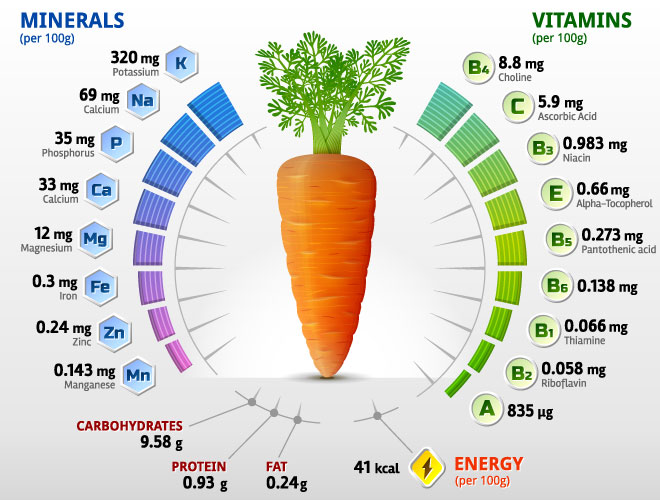 MINERALS
(per 100g)
320 mg
Potassium
K
69 mg
Calcium
Na
35 mg
Phosphorus
P
33 mg
Calcium
Ca
12 mg
Magnesium
Mg
0.3 mg
Iron
Fe
0.24 mg
Zinc
Zn
0.143 mg
Manganese
Mn
VITAMINS
(per 100g)
B4
8.8 mg
Choline
C
5.9 mg
Ascorbic Acid
B3
0.983 mg
Niacin
E
0.66 mg
Alpha-Tocopherol
B5
0.273 mg
Pantothenic acid
B6
0.138 mg
B1
0.066 mg
Thiamine
B2
0.058 mg
Riboflavin
A
835 µg
CARBOHYDRATES
9.58 g
PROTEIN
0.93 g
FAT
0.24 g
41 kcal
ENERGY
(per 100g)